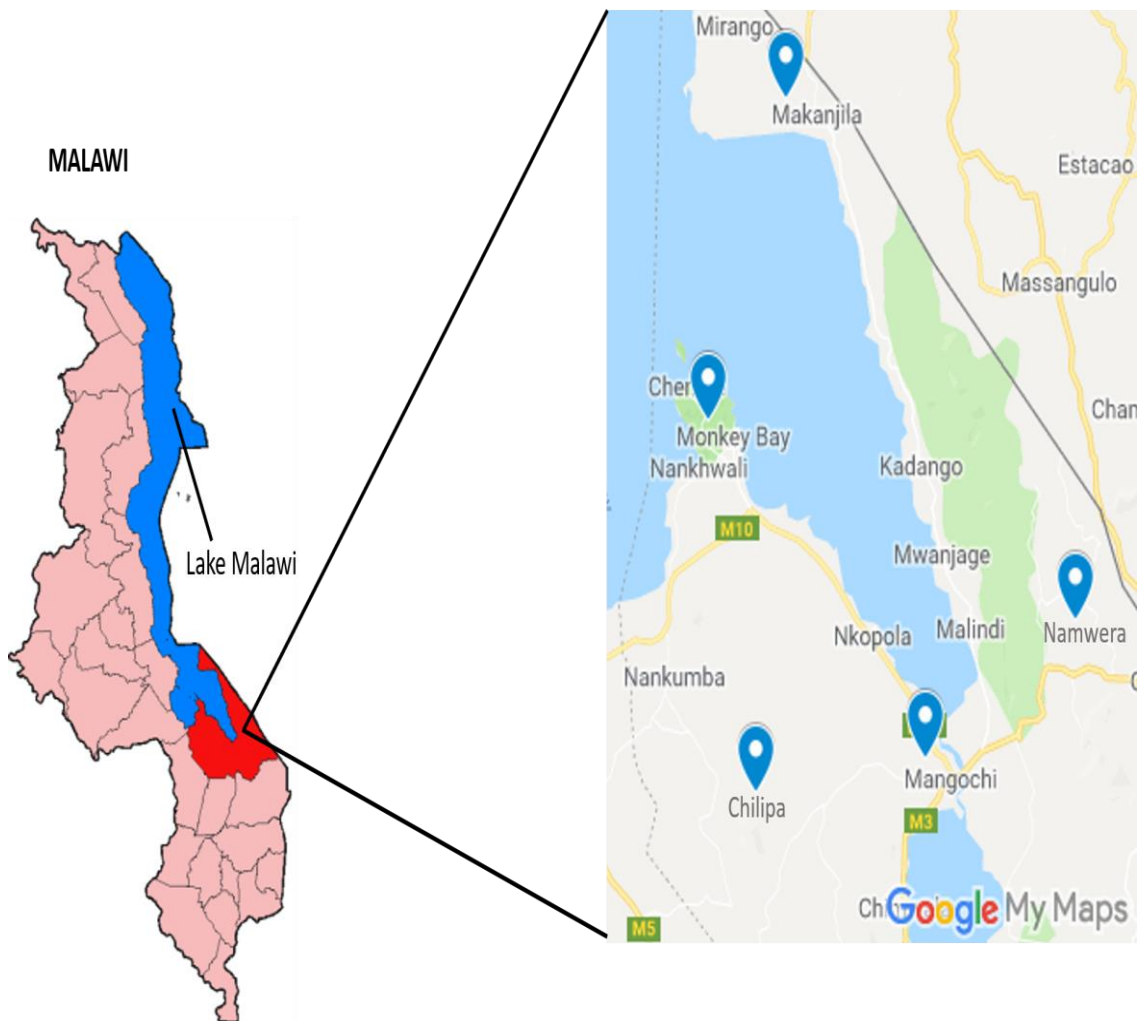 MALAWI
Lake Malawi
Mirango
Makanjila
Estacao
Massangulo
Monkey Bay
Nankhwali
Kadango
M10
Mwanjage
Nkopola
Malindi
Namwera
Nankumba
Mangochi
Chilipa
M3
Google My Maps
M5